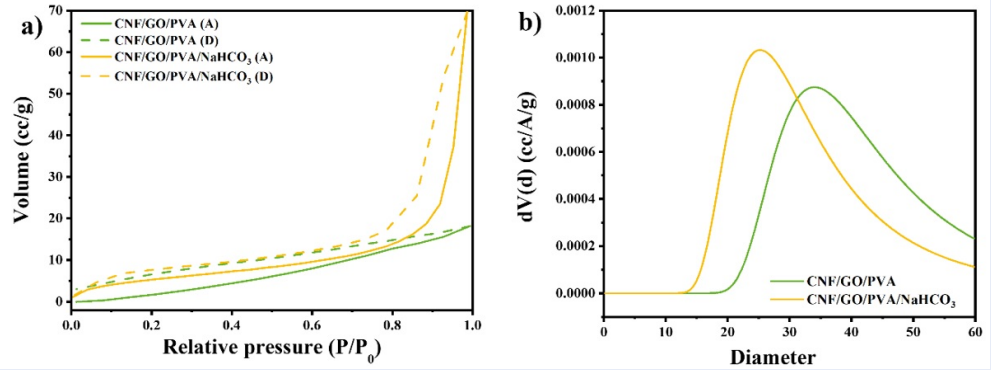 a)
CNF/GO/PVA (A)
CNF/GO/PVA (D)
CNF/GO/PVA/NaHCO₃ (A)
CNF/GO/PVA/NaHCO₃ (D)
Volume (cc/g)
70
60
50
40
30
20
10
0
0.0 0.2 0.4 0.6 0.8 1.0
Relative pressure (P/P₀)
b)
dV(d) (cc/A/g)
0.0012
0.0010
0.0008
0.0006
0.0004
0.0002
0.0000
CNF/GO/PVA
CNF/GO/PVA/NaHCO₃
0 10 20 30 40 50 60
Diameter